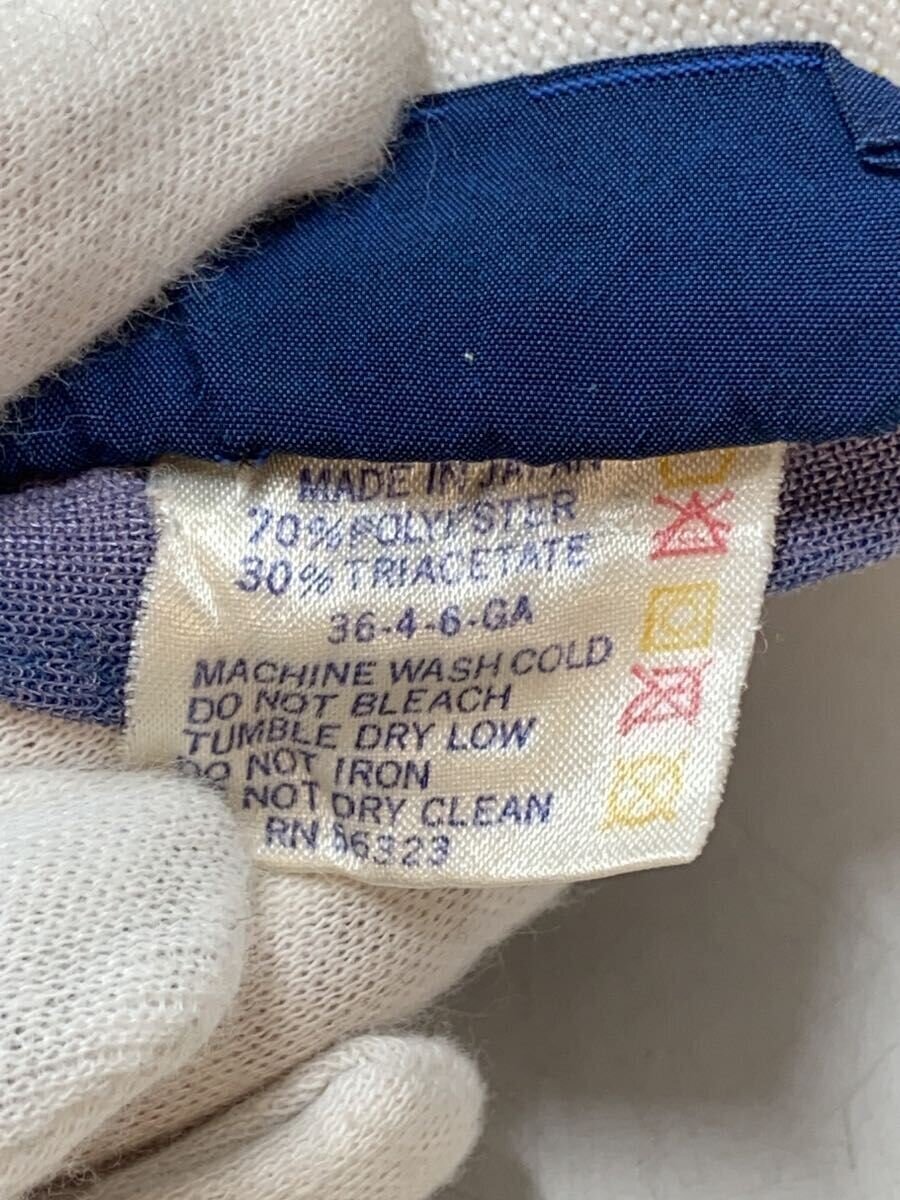 MADE IN JAPAN
70% POLYESTER
30% TRIACETATE
36-4-6-GA
MACHINE WASH COLD
DO NOT BLEACH
TUMBLE DRY LOW
DO NOT IRON
NOT DRY CLEAN
RN 56323